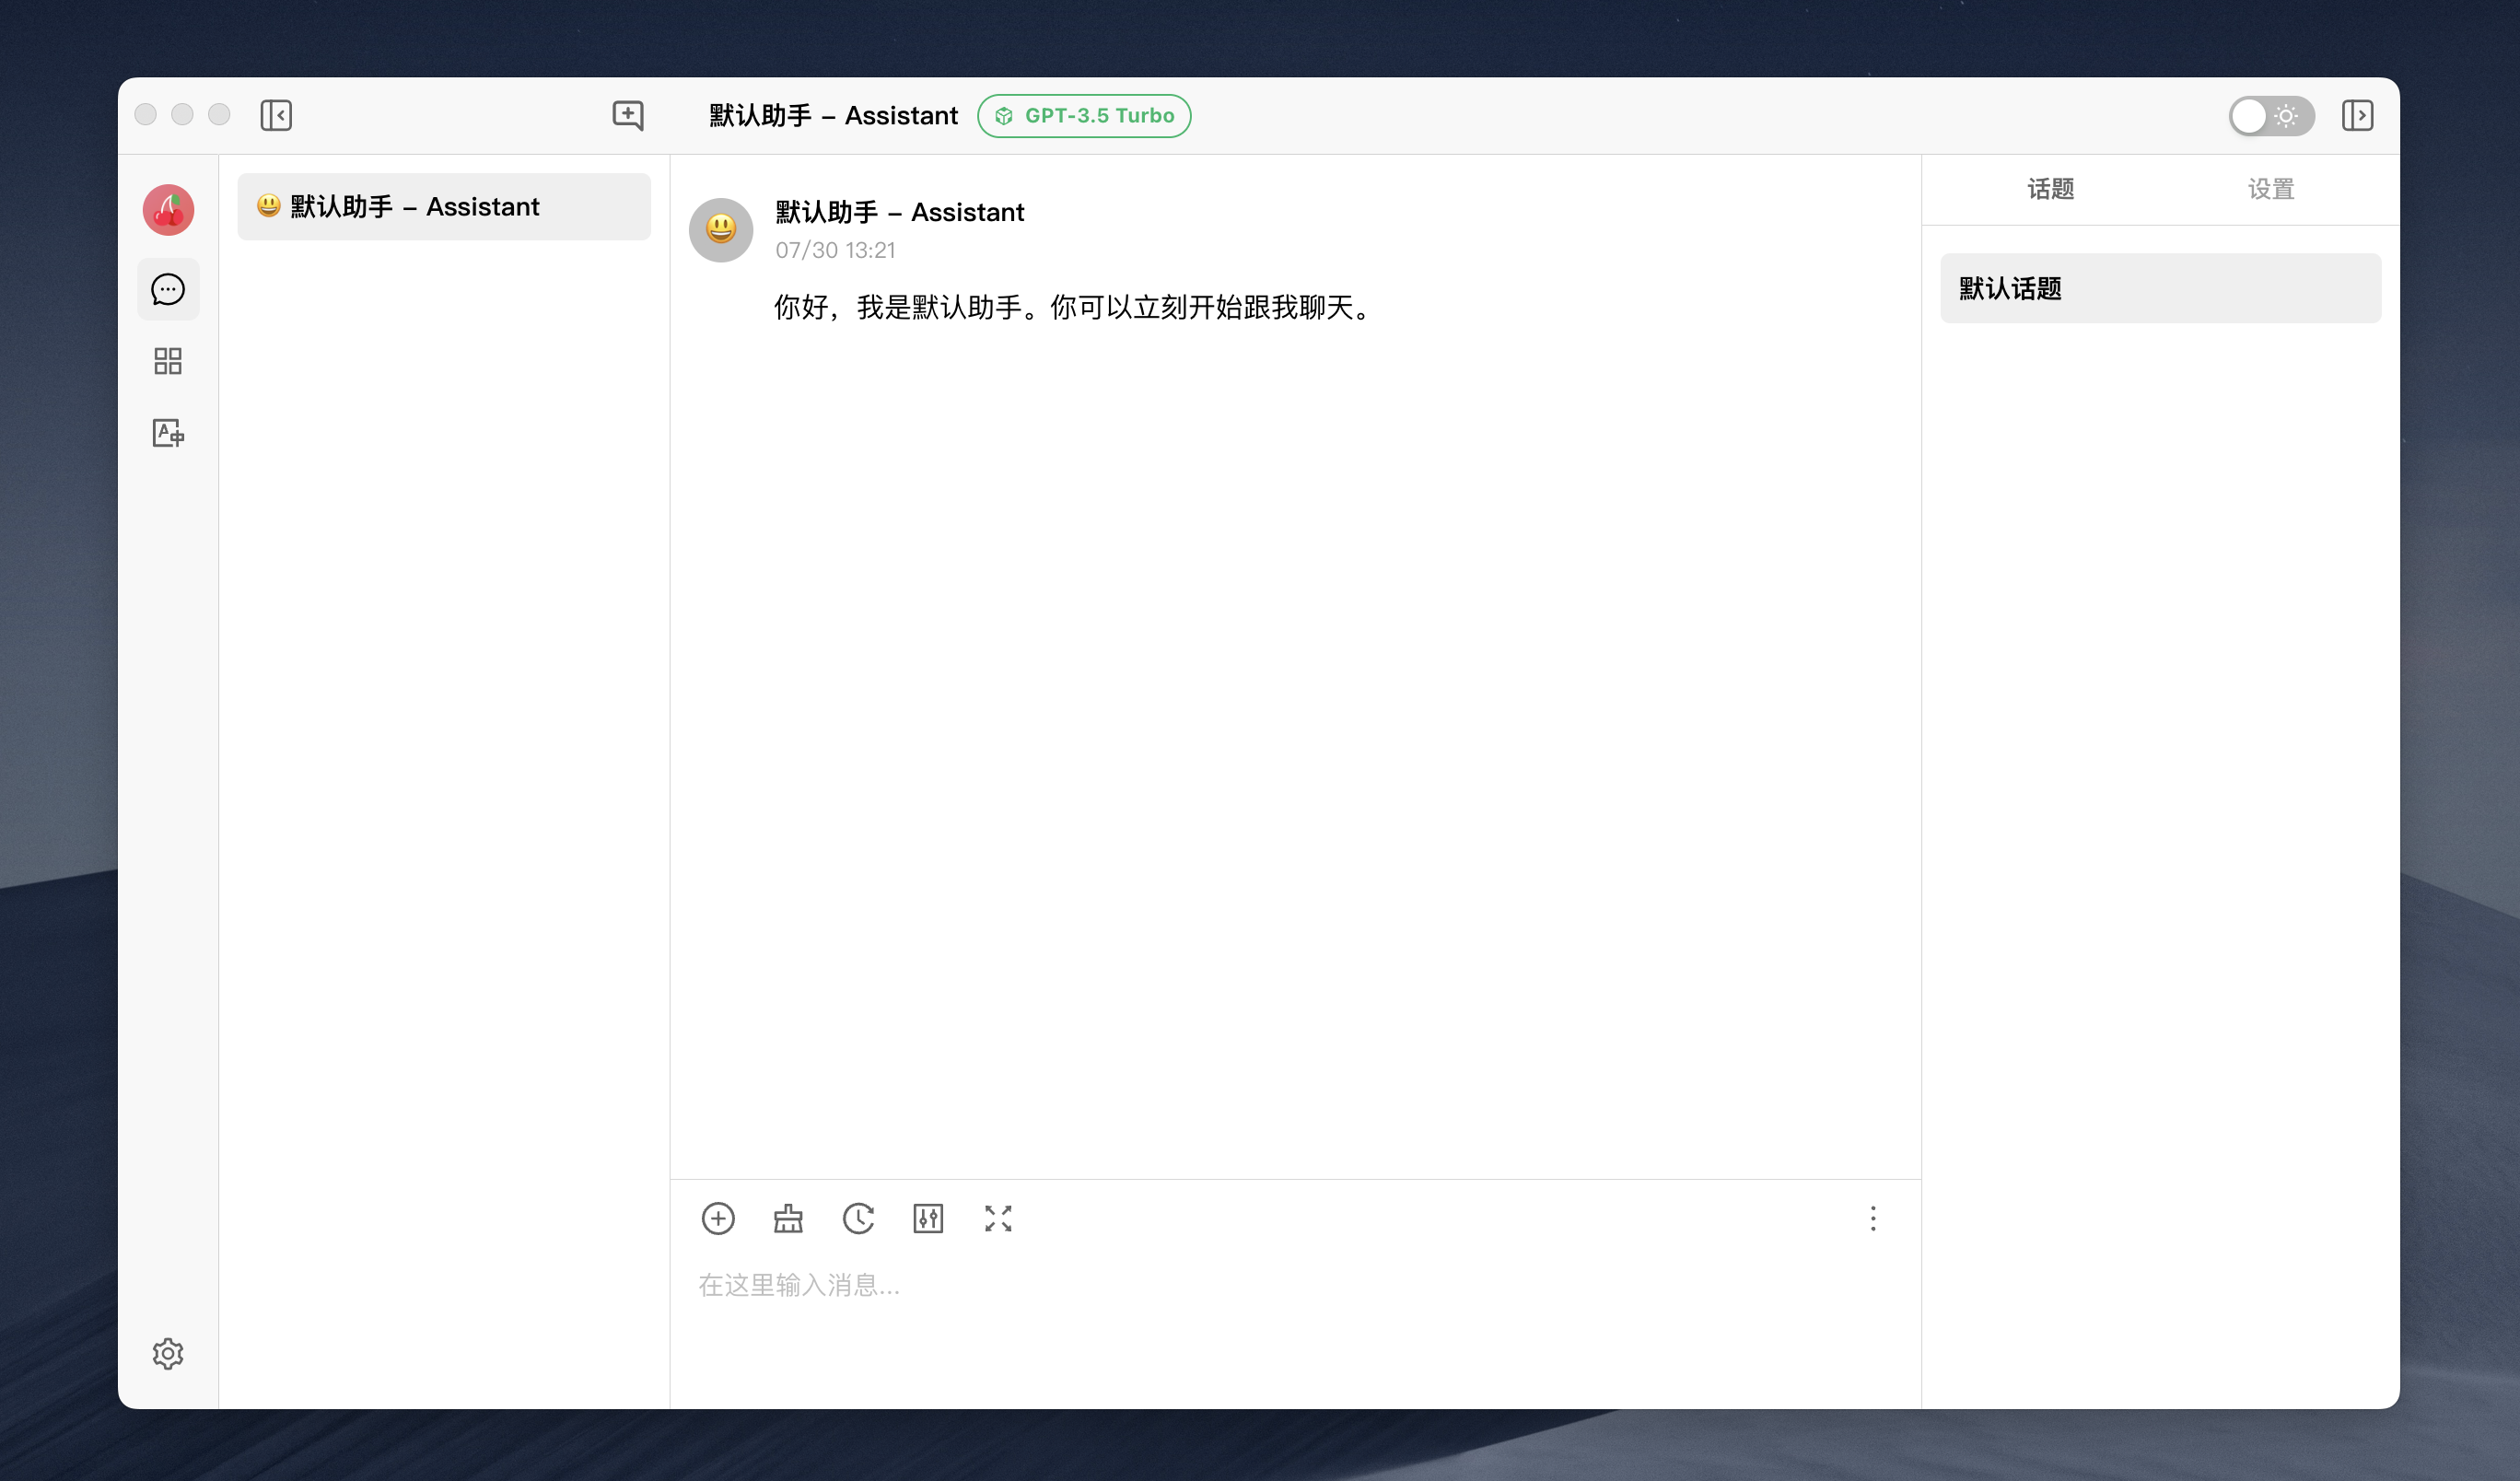 默认助手 – Assistant
GPT-3.5 Turbo
😃 默认助手 – Assistant
默认助手 – Assistant
07/30 13:21
你好，我是默认助手。你可以立刻开始跟我聊天。
话题
设置
默认话题
在这里输入消息...